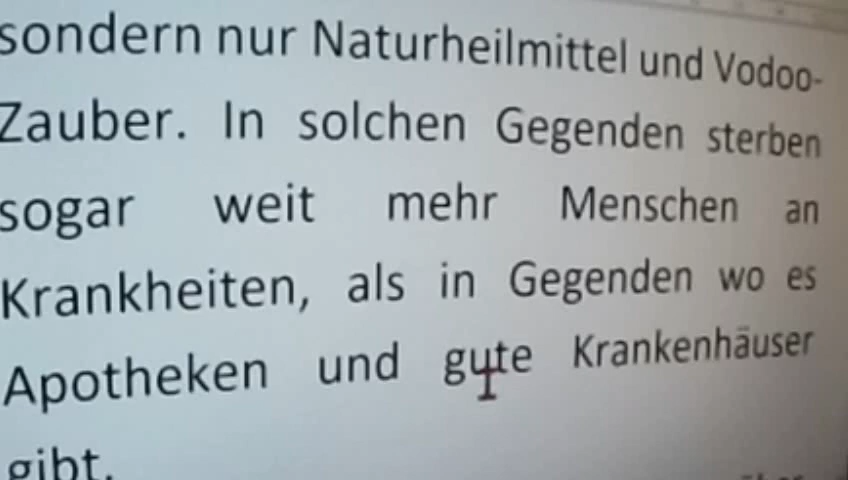 sondern nur Naturheilmittel und Vodoo-
Zauber. In solchen Gegenden sterben
sogar weit mehr Menschen an
Krankheiten, als in Gegenden wo es
Apotheken und gute Krankenhäuser
gibt.